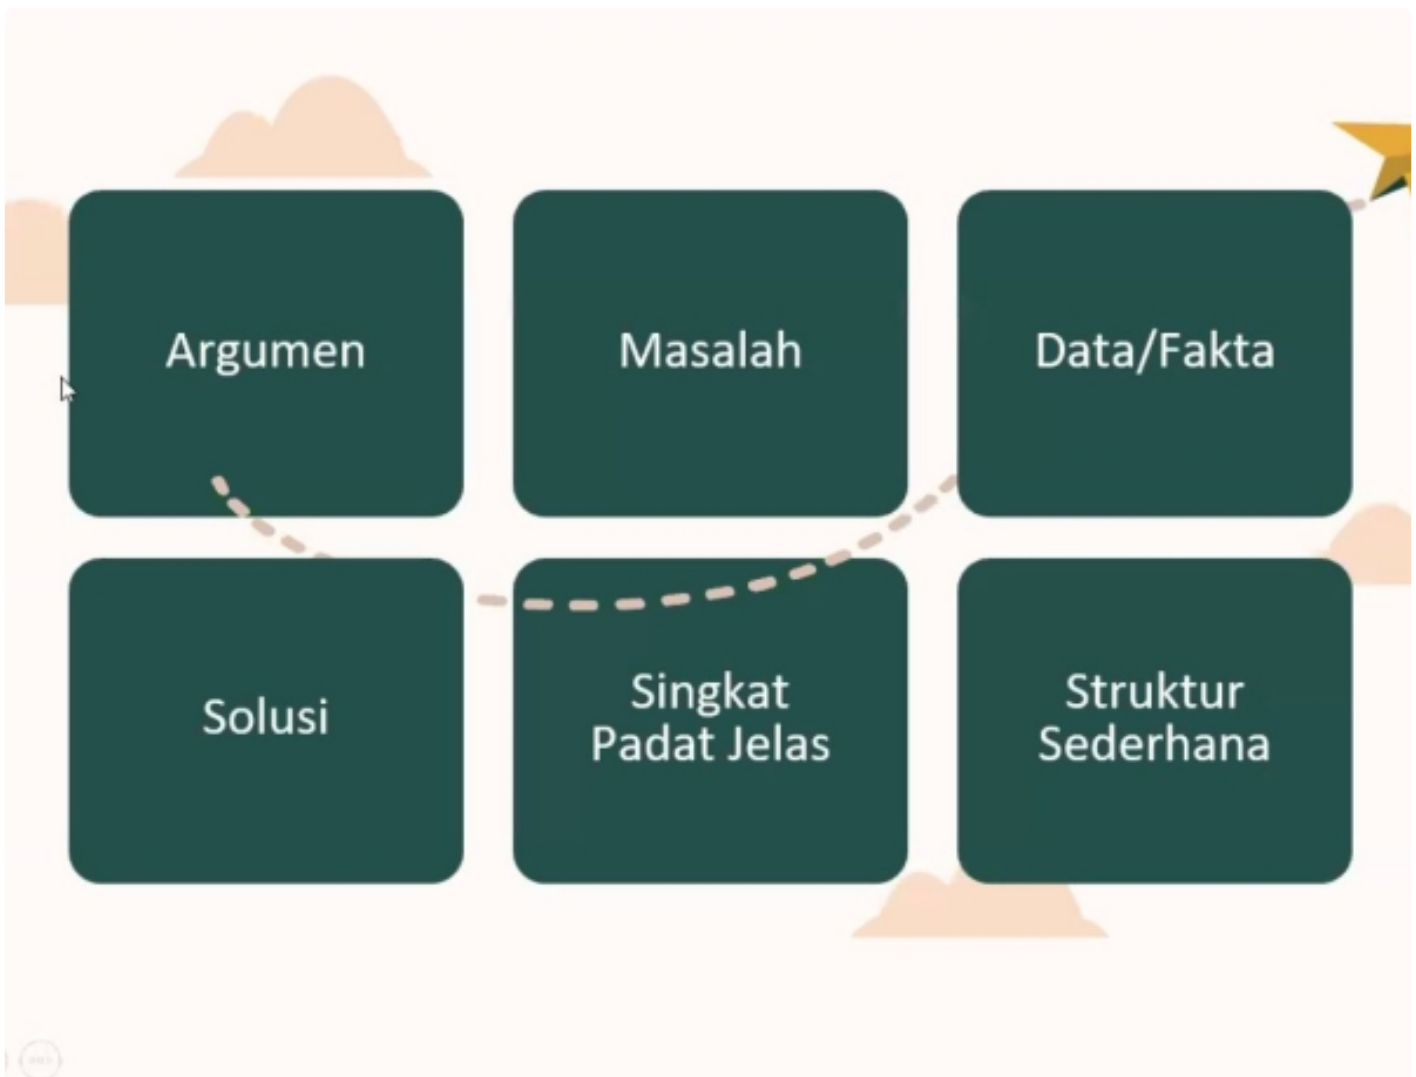 Argumen
Masalah
Data/Fakta
Solusi
Singkat
Padat Jelas
Struktur
Sederhana